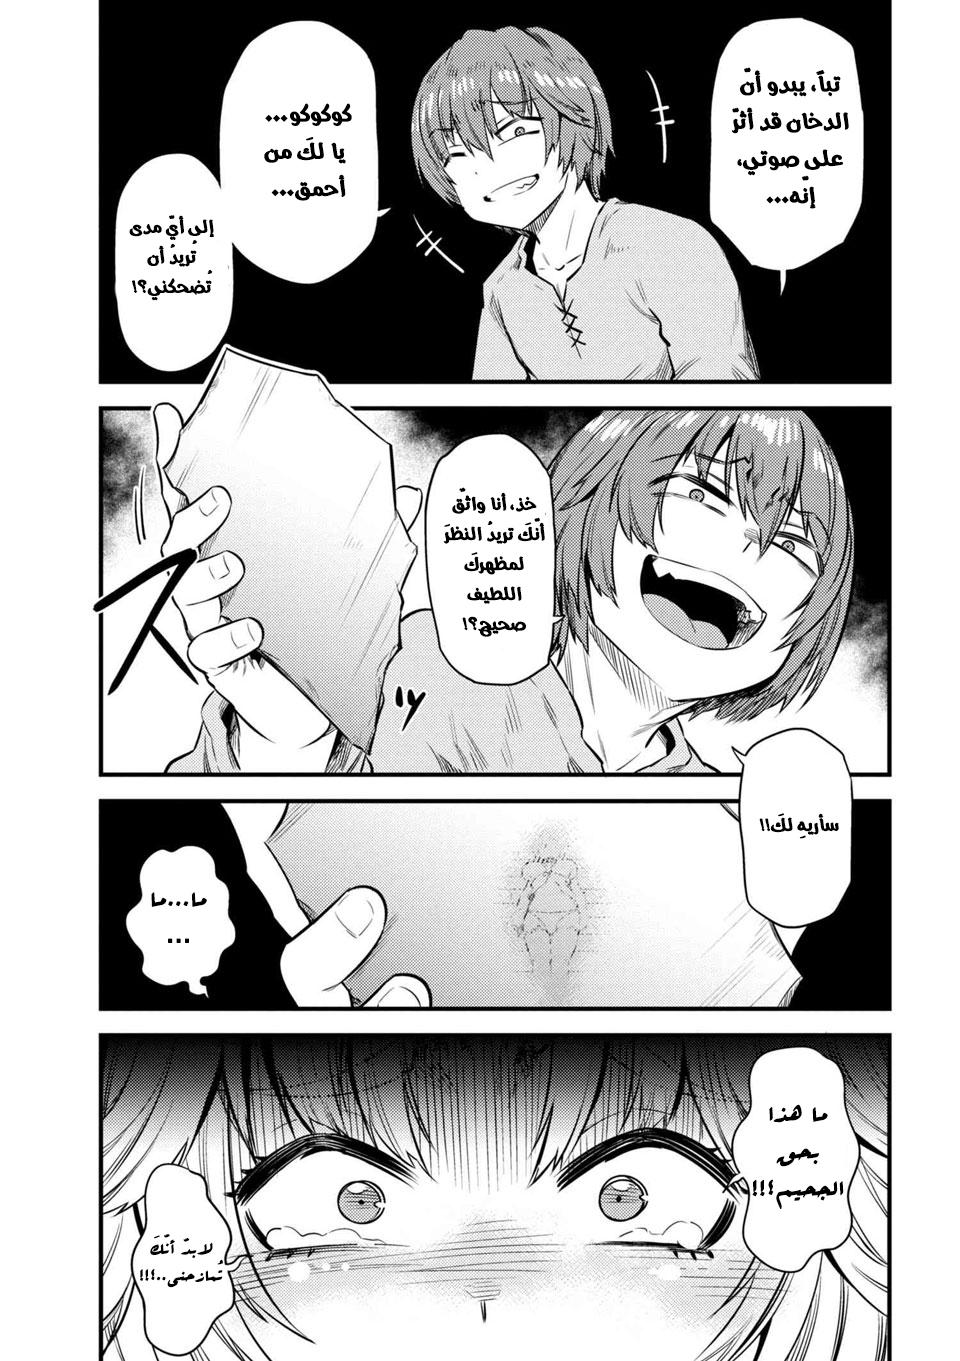 تباً، يبدو أنّ
الدخان قد أثرّ
على صوتي،
إنّه...
كوكوكو...
يا لكَ من
أحمق...
إلى أيّ مدى
تُريدُ أن
تُضحكني؟!
خذ، أنا واثق
أنّكَ تريدُ النظرَ
لمظهركَ
اللطيف
صحيح؟!
سأريهِ لكَ!!
ما...ما
...
ما هذا
بحق
الجحيم؟!!!
لابدّ أنّكَ
تُمازحني..؟!!!